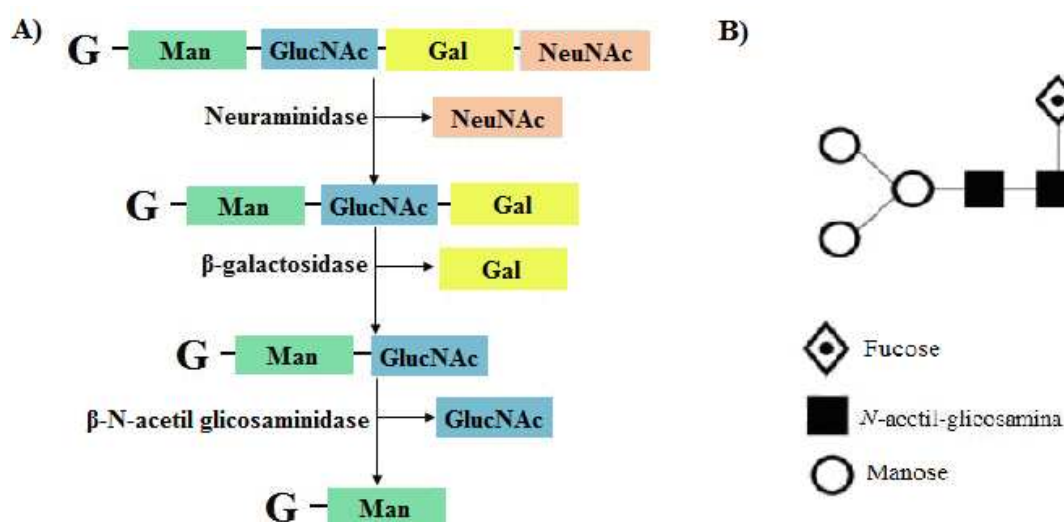 A)
G Man GlucNAc Gal NeuNAc
Neuraminidase NeuNAc
G Man GlucNAc Gal
β-galactosidase Gal
G Man GlucNAc
β-N-acetil glicosaminidase GlucNAc
G Man
B)
Fucose
N-acetil-glicosamina
Manose